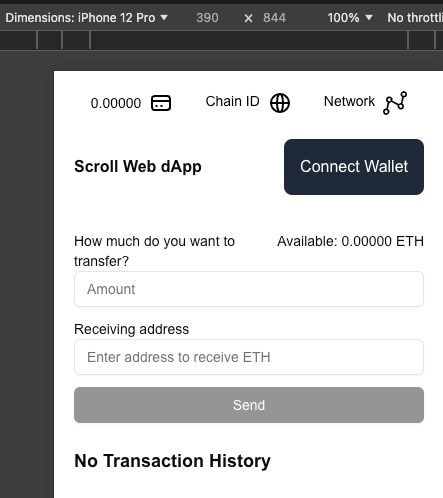 Dimensions: iPhone 12 Pro ▼ 390 × 844 100% ▼ No throttli
0.00000 Chain ID Network
Scroll Web dApp Connect Wallet
How much do you want to Available: 0.00000 ETH
transfer?
Amount
Receiving address
Enter address to receive ETH
Send
No Transaction History